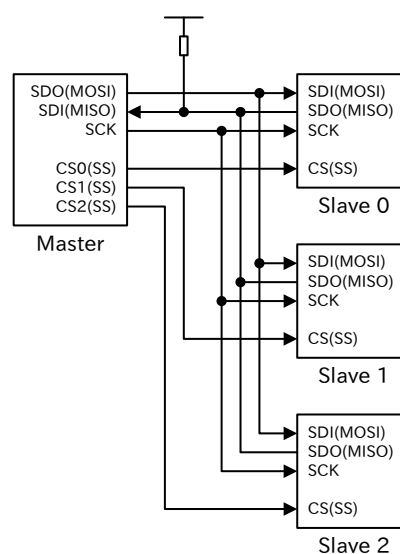 SDO(MOSI)
SDI(MISO)
SCK
CS0(SS)
CS1(SS)
CS2(SS)
Master
SDI(MOSI)
SDO(MISO)
SCK
CS(SS)
Slave 0
SDI(MOSI)
SDO(MISO)
SCK
CS(SS)
Slave 1
SDI(MOSI)
SDO(MISO)
SCK
CS(SS)
Slave 2